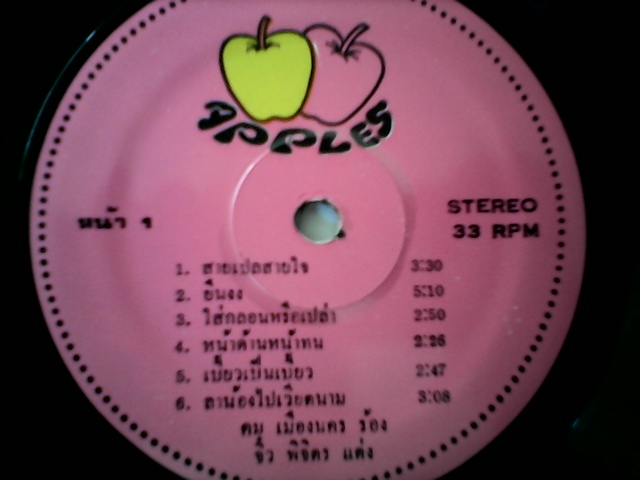 APPLES
หน้า ๑
STEREO
33 RPM
1. สายเปลสายใจ 3:30
2. ยืนงง 5:10
3. ใส่กลอนหรือเปล่า 2:50
4. หน้าด้านหน้าทน 2:26
5. เบี้ยวเป็นเบี้ยว 2:47
6. ลาน้องไปเวียดนาม 3:08
คม เมืองนคร ร้อง
จิ๋ว พิจิตร แต่ง